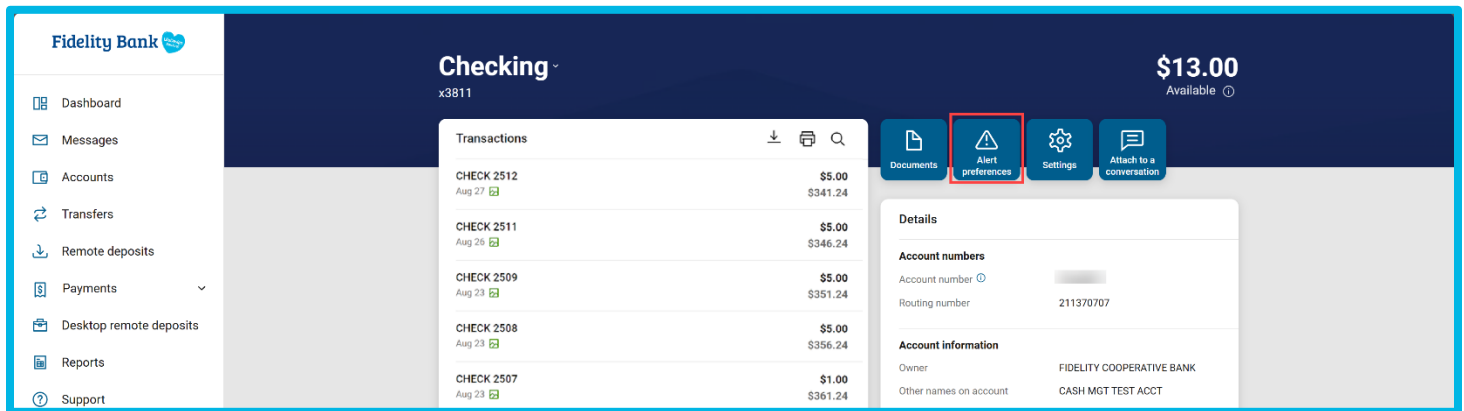 Fidelity Bank
Dashboard
Messages
Accounts
Transfers
Remote deposits
Payments
Desktop remote deposits
Reports
Support
Checking
x3811
$13.00
Available
Transactions
CHECK 2512 $5.00
Aug 27 $341.24
CHECK 2511 $5.00
Aug 26 $346.24
CHECK 2509 $5.00
Aug 23 $351.24
CHECK 2508 $5.00
Aug 23 $356.24
CHECK 2507 $1.00
Aug 23 $361.24
Documents
Alert
preferences
Settings
Attach to a
conversation
Details
Account numbers
Account number
Routing number 211370707
Account information
Owner FIDELITY COOPERATIVE BANK
Other names on account CASH MGT TEST ACCT